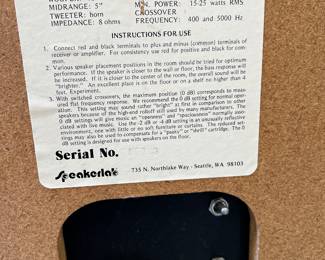 MIDRANGE: 5"
TWEETER: horn
IMPEDANCE: 8 ohms
MIN. POWER: 15-25 watts RMS
CROSSOVER
FREQUENCY: 400 and 5000 Hz
INSTRUCTIONS FOR USE
1. Connect red and black terminals to plus and minus (common) terminals of
receiver or amplifier. For consistency use red for positive and black for com-
mon.
2. Various speaker placement positions in the room should be tried for optimum
performance. If the speaker is closer to the wall or floor, the bass response will
be increased. If it is closer to the center of the room, the overall sound will be
"brighter." An excellent place is on the floor or on a shelf no higher than 4
feet. Experiment.
3. With switched crossovers, the maximum position (0 dB) corresponds to meas-
ured flat frequency response. We recommend the 0 dB setting for normal oper-
ation. This setting may sound rather "bright" at first in comparison to other
speakers because of the high-end rolloff still used by many manufacturers. The
0 dB settings will give music an "openness" and "spaciousness" normally asso-
ciated with live music. Use the -2 dB or -4 dB setting in an unusually reflective
environment, one with little or no soft furniture or curtains. The reduced set-
tings may also be used to compensate for a "peaky" or "shrill" cartridge. The 0
dB setting is designed for use with speakers on the floor.
Serial No.
Speakerlab
735 N. Northlake Way - Seattle, WA 98103